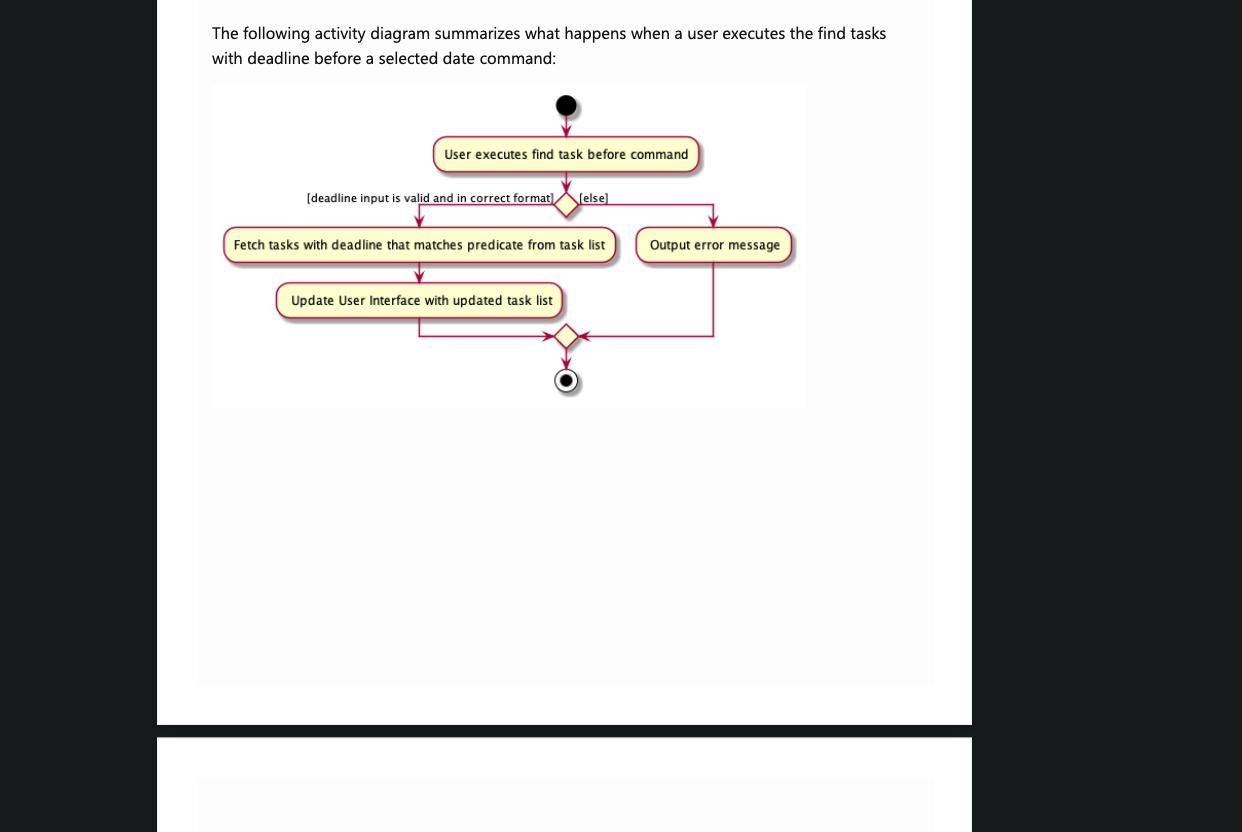 The following activity diagram summarizes what happens when a user executes the find tasks
with deadline before a selected date command:
User executes find task before command
[deadline input is valid and in correct format]
[else]
Fetch tasks with deadline that matches predicate from task list
Output error message
Update User Interface with updated task list